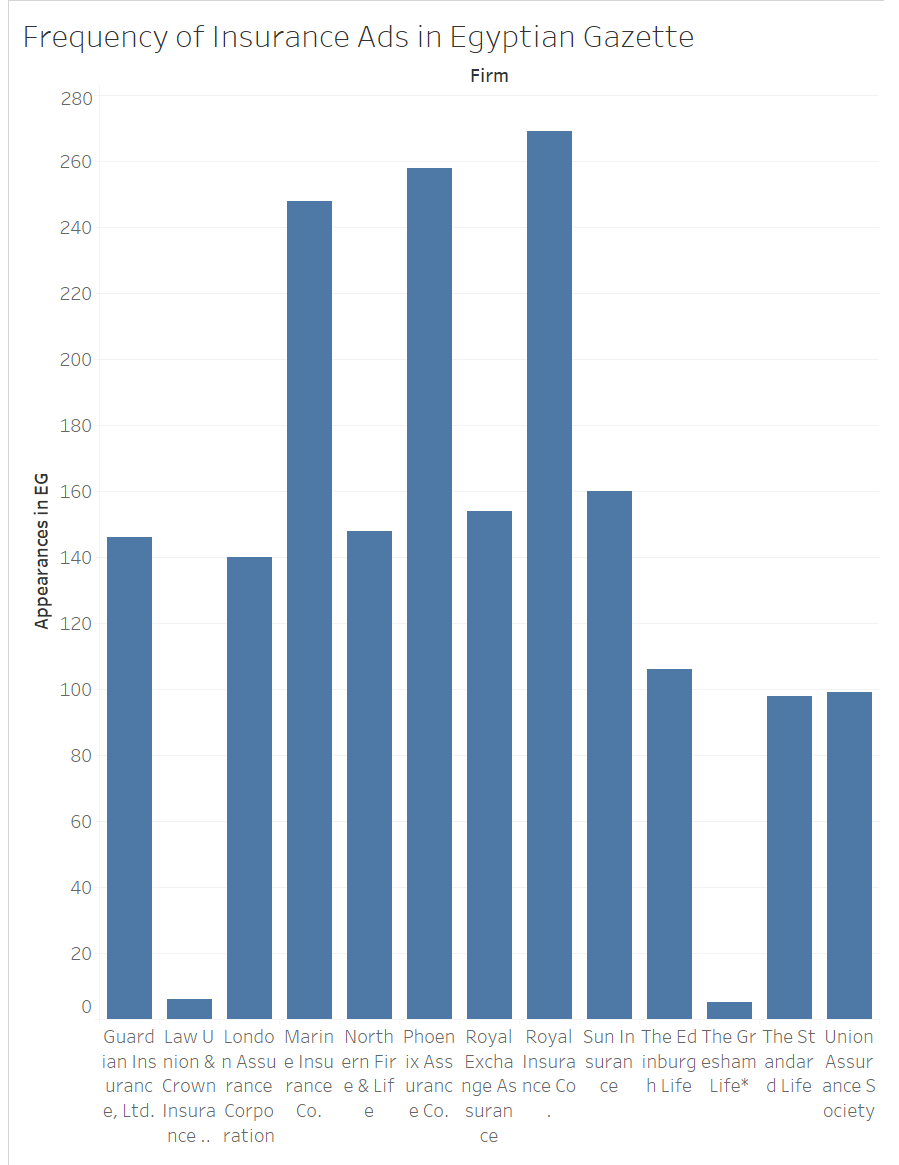 Frequency of Insurance Ads in Egyptian Gazette
Firm
280
260
240
220
200
180
160
140
120
100
80
60
40
20
0
Appearances in EG
Guard
ian Ins
uranc
e, Ltd.
Law U
nion &
Crown
Insura
nce ..
Londo
n Assu
rance
Corpo
ration
Marin
e Insu
rance
Co.
North
ern Fir
e & Lif
e
Phoen
ix Ass
uranc
e Co.
Royal
Excha
nge As
suran
ce
Royal
Insura
nce Co
.
Sun In
suran
ce
The Ed
inburg
h Life
The Gr
esham
Life*
The St
andar
d Life
Union
Assur
ance S
ociety